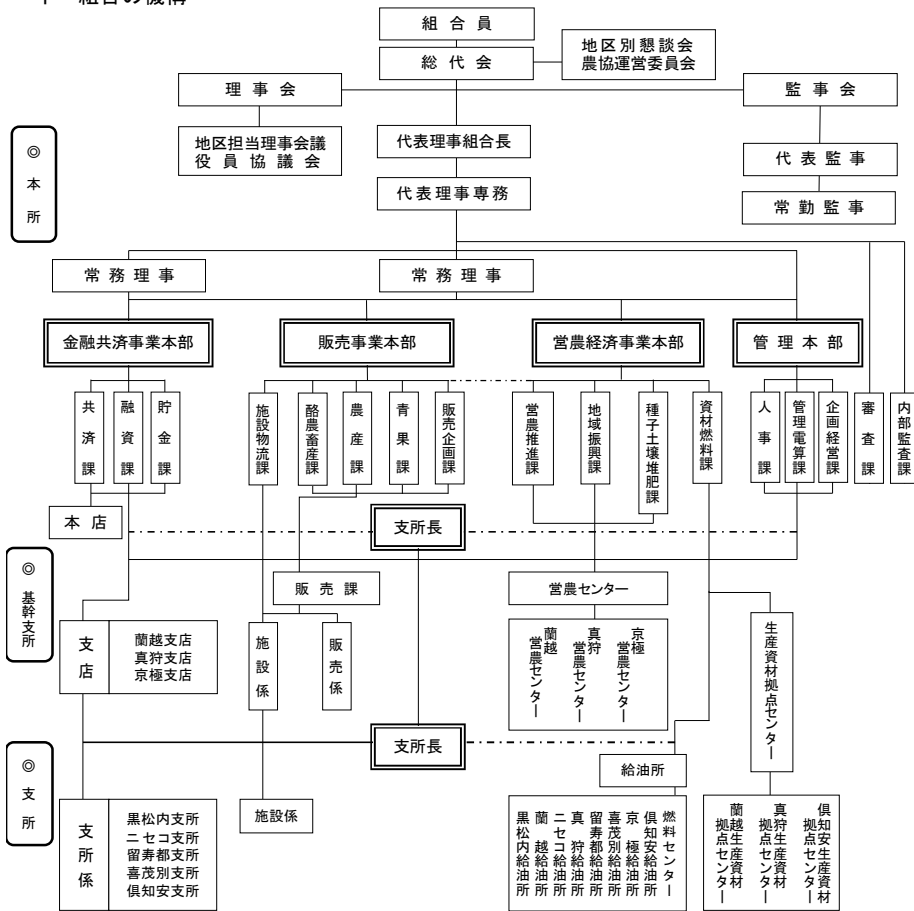 組合員
総代会
地区別懇談会
農協運営委員会
理事会
監事会
地区担当理事会議
役員協議会
代表理事組合長
代表監事
代表理事専務
常勤監事
◎本所
常務理事
常務理事
金融共済事業本部
販売事業本部
営農経済事業本部
管理本部
共済課
融資課
貯金課
施設物流課
酪農畜産課
農産課
青果課
販売企画課
営農推進課
地域振興課
種子土壌堆肥課
資材燃料課
人事課
管理電算課
企画経営課
審査課
内部監査課
本店
支所長
◎基幹支所
販売課
営農センター
支店
蘭越支店
真狩支店
京極支店
施設係
販売係
蘭越
営農センター
真狩
営農センター
京極
営農センター
生産資材拠点センター
支所長
◎支所
給油所
支所係
黒松内支所
ニセコ支所
留寿都支所
喜茂別支所
倶知安支所
施設係
黒松内給油所
蘭越給油所
ニセコ給油所
真狩給油所
留寿都給油所
喜茂別給油所
京極給油所
倶知安給油所
燃料センター
蘭越生産資材
拠点センター
真狩生産資材
拠点センター
倶知安生産資材
拠点センター